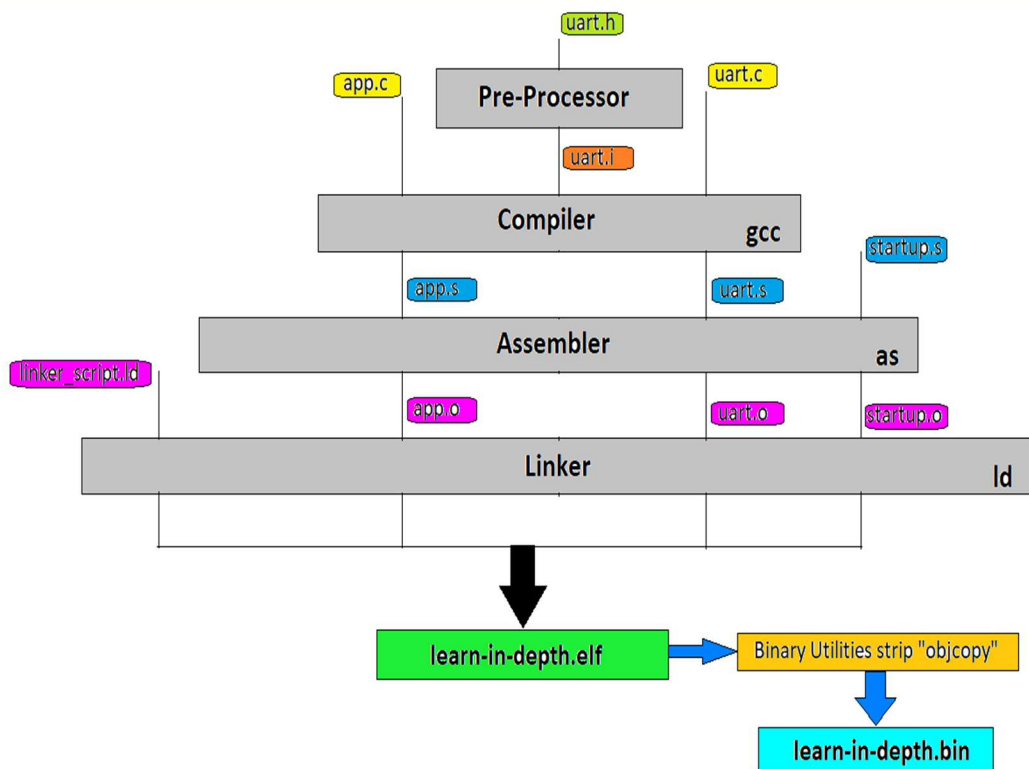 uart.h
app.c
uart.c
Pre-Processor
uart.i
Compiler
gcc
startup.s
app.s
uart.s
Assembler
as
linker_script.ld
app.o
uart.o
startup.o
Linker
ld
learn-in-depth.elf
Binary Utilities strip "objcopy"
learn-in-depth.bin